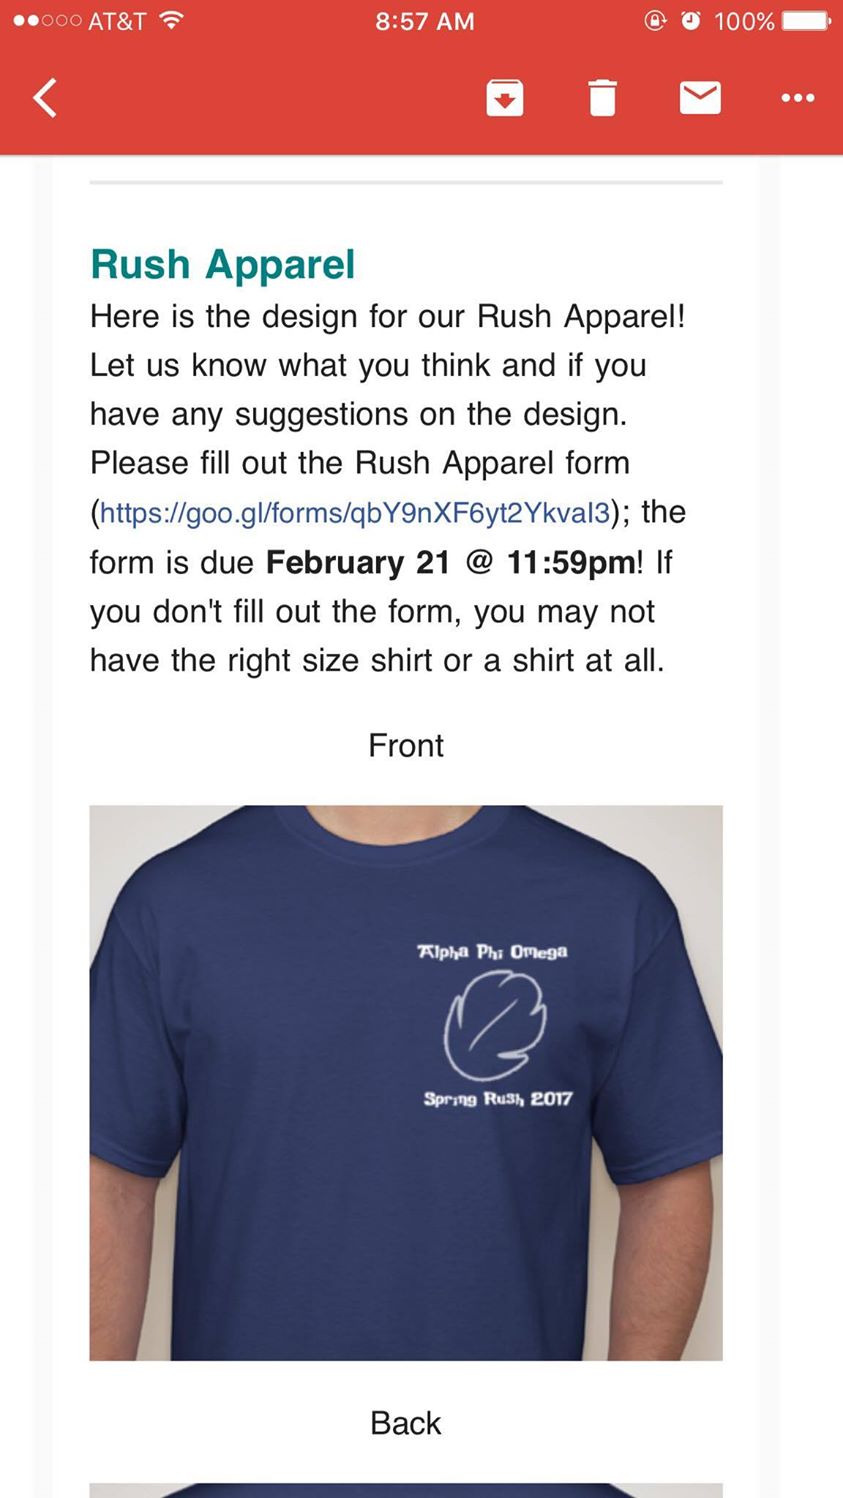 AT&T 8:57 AM 100%
Rush Apparel
Here is the design for our Rush Apparel!
Let us know what you think and if you
have any suggestions on the design.
Please fill out the Rush Apparel form
(https://goo.gl/forms/qbY9nXF6yt2YkvaI3); the
form is due February 21 @ 11:59pm! If
you don't fill out the form, you may not
have the right size shirt or a shirt at all.
Front
Alpha Phi Omega
Spring Rush 2017
Back